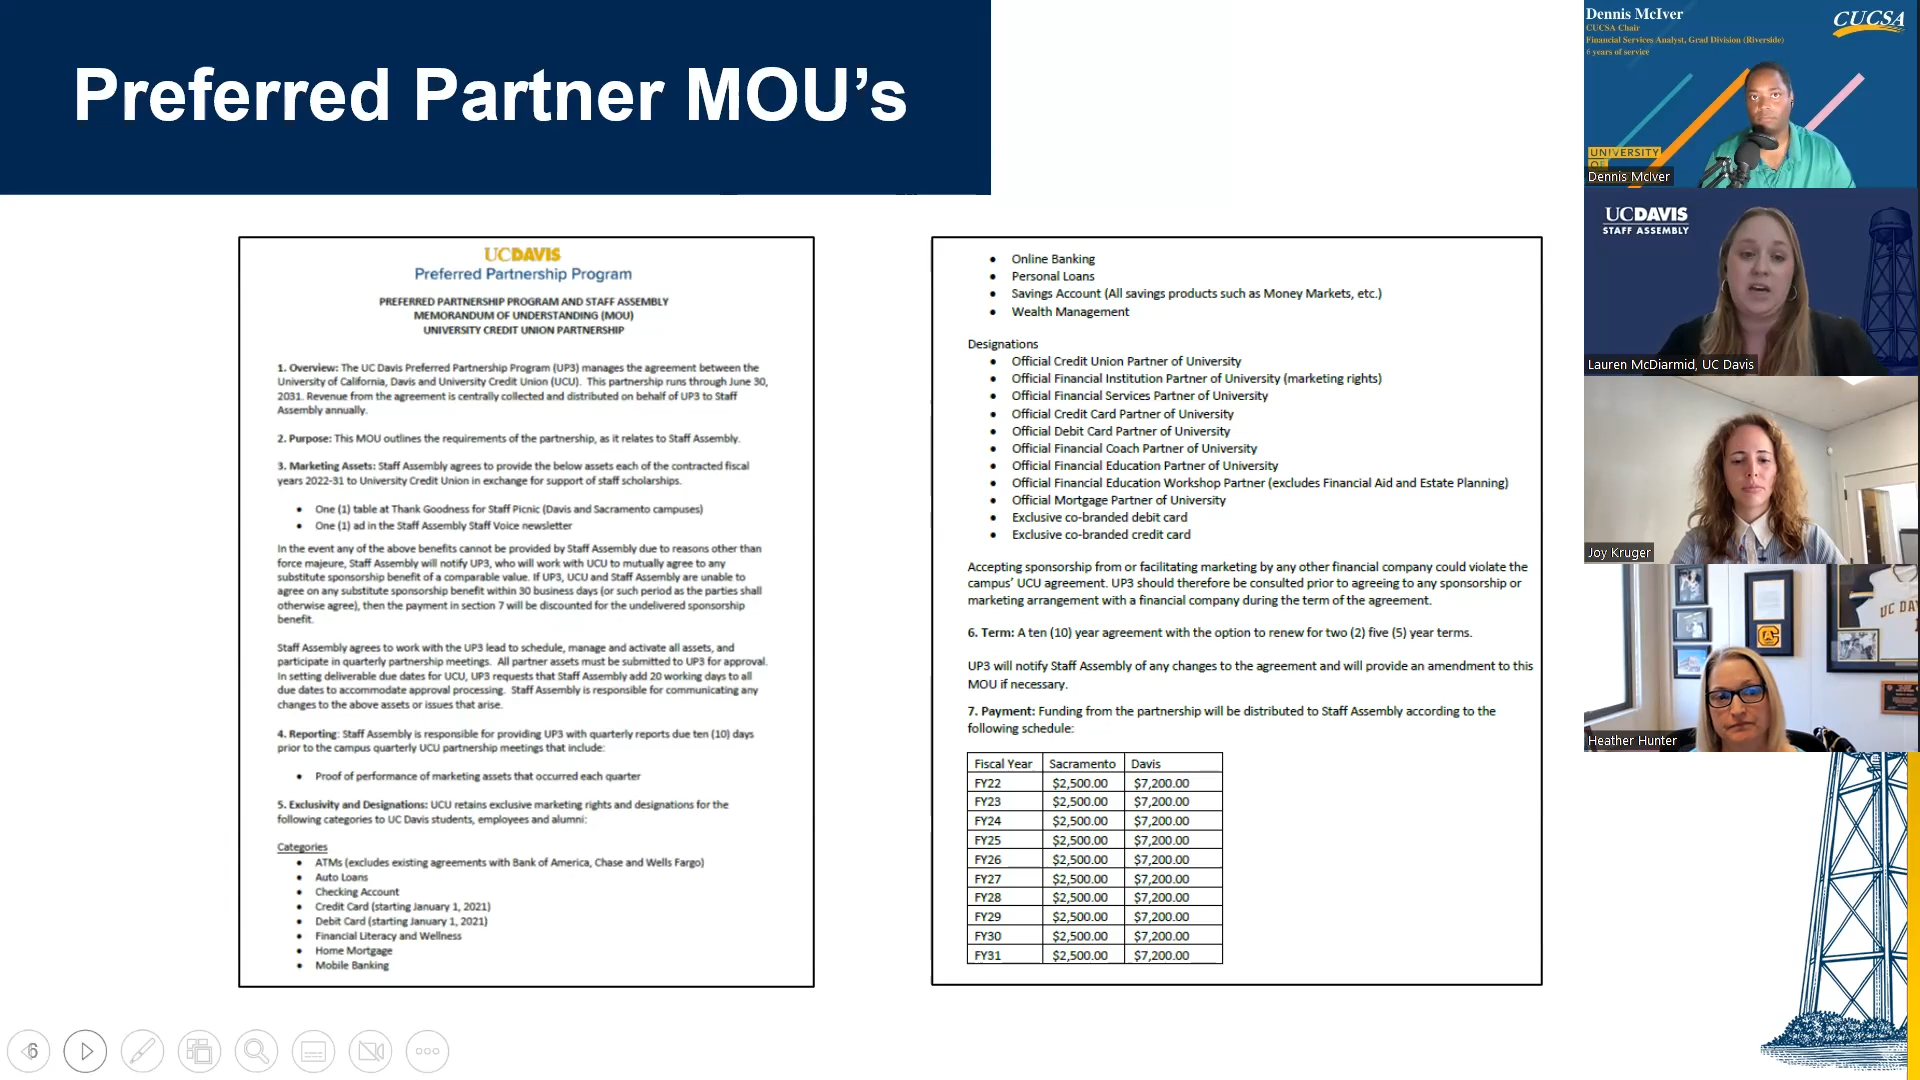 Preferred Partner MOU’s
UCDAVIS
Preferred Partnership Program
PREFERRED PARTNERSHIP PROGRAM AND STAFF ASSEMBLY
MEMORANDUM OF UNDERSTANDING (MOU)
UNIVERSITY CREDIT UNION PARTNERSHIP
1. Overview: The UC Davis Preferred Partnership Program (UP3) manages the agreement between the
University of California, Davis and University Credit Union (UCU). This partnership runs through June 30,
2031. Revenue from the agreement is centrally collected and distributed on behalf of UP3 to Staff
Assembly annually.
2. Purpose: This MOU outlines the requirements of the partnership, as it relates to Staff Assembly.
3. Marketing Assets: Staff Assembly agrees to provide the below assets each of the contracted fiscal
years 2022-31 to University Credit Union in exchange for support of staff scholarships.
• One (1) table at Thank Goodness for Staff Picnic (Davis and Sacramento campuses)
• One (1) ad in the Staff Assembly Staff Voice newsletter
In the event any of the above benefits cannot be provided by Staff Assembly due to reasons other than
force majeure, Staff Assembly will notify UP3, who will work with UCU to mutually agree to any
substitute sponsorship benefit of a comparable value. If UP3, UCU and Staff Assembly are unable to
agree on any substitute sponsorship benefit within 30 business days (or such period as the parties shall
otherwise agree), then the payment in section 7 will be discounted for the undelivered sponsorship
benefit.
Staff Assembly agrees to work with the UP3 lead to schedule, manage and activate all assets, and
participate in quarterly partnership meetings. All partner assets must be submitted to UP3 for approval.
In setting deliverable due dates for UCU, UP3 requests that Staff Assembly add 20 working days to all
due dates to accommodate approval processing. Staff Assembly is responsible for communicating any
changes to the above assets or issues that arise.
4. Reporting: Staff Assembly is responsible for providing UP3 with quarterly reports due ten (10) days
prior to the campus quarterly UCU partnership meetings that include:
• Proof of performance of marketing assets that occurred each quarter
5. Exclusivity and Designations: UCU retains exclusive marketing rights and designations for the
following categories to UC Davis students, employees and alumni:
Categories
• ATMs (excludes existing agreements with Bank of America, Chase and Wells Fargo)
• Auto Loans
• Checking Account
• Credit Card (starting January 1, 2021)
• Debit Card (starting January 1, 2021)
• Financial Literacy and Wellness
• Home Mortgage
• Mobile Banking
• Online Banking
• Personal Loans
• Savings Account (All savings products such as Money Markets, etc.)
• Wealth Management
Designations
• Official Credit Union Partner of University
• Official Financial Institution Partner of University (marketing rights)
• Official Financial Services Partner of University
• Official Credit Card Partner of University
• Official Debit Card Partner of University
• Official Financial Coach Partner of University
• Official Financial Education Partner of University
• Official Financial Education Workshop Partner (excludes Financial Aid and Estate Planning)
• Official Mortgage Partner of University
• Exclusive co-branded debit card
• Exclusive co-branded credit card
Accepting sponsorship from or facilitating marketing by any other financial company could violate the
campus’ UCU agreement. UP3 should therefore be consulted prior to agreeing to any sponsorship or
marketing arrangement with a financial company during the term of the agreement.
6. Term: A ten (10) year agreement with the option to renew for two (2) five (5) year terms.
UP3 will notify Staff Assembly of any changes to the agreement and will provide an amendment to this
MOU if necessary.
7. Payment: Funding from the partnership will be distributed to Staff Assembly according to the
following schedule:
Fiscal Year Sacramento Davis
FY22 $2,500.00 $7,200.00
FY23 $2,500.00 $7,200.00
FY24 $2,500.00 $7,200.00
FY25 $2,500.00 $7,200.00
FY26 $2,500.00 $7,200.00
FY27 $2,500.00 $7,200.00
FY28 $2,500.00 $7,200.00
FY29 $2,500.00 $7,200.00
FY30 $2,500.00 $7,200.00
FY31 $2,500.00 $7,200.00
6
Dennis McIver
CUCSA Chair
Financial Services Analyst, Grad Division (Riverside)
6 years of service
CUCSA
UNIVERSITY
OF
Dennis McIver
UCDAVIS
STAFF ASSEMBLY
Lauren McDiarmid, UC Davis
Joy Kruger
UC DA
Heather Hunter